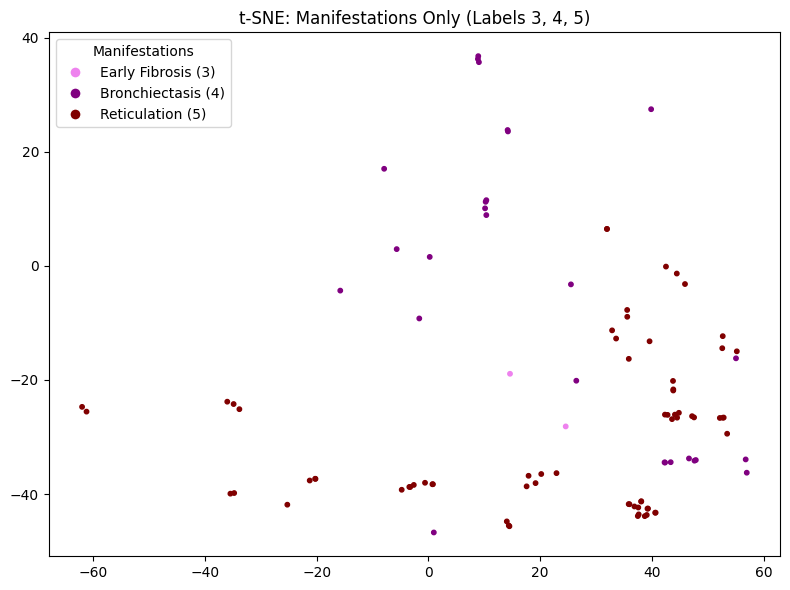 t-SNE: Manifestations Only (Labels 3, 4, 5)
Manifestations
Early Fibrosis (3)
Bronchiectasis (4)
Reticulation (5)
40
20
0
−20
−40
−60 −40 −20 0 20 40 60